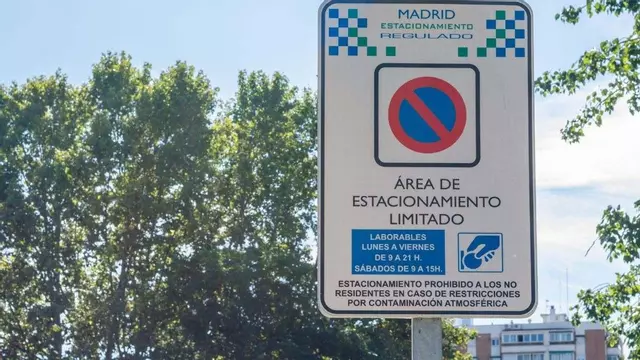 MADRID
ESTACIONAMIENTO
REGULADO
ÁREA DE
ESTACIONAMIENTO
LIMITADO
LABORABLES
LUNES A VIERNES
DE 9 A 21 H.
SÁBADOS DE 9 A 15H.
ESTACIONAMIENTO PROHIBIDO A LOS NO
RESIDENTES EN CASO DE RESTRICCIONES
POR CONTAMINACIÓN ATMOSFÉRICA